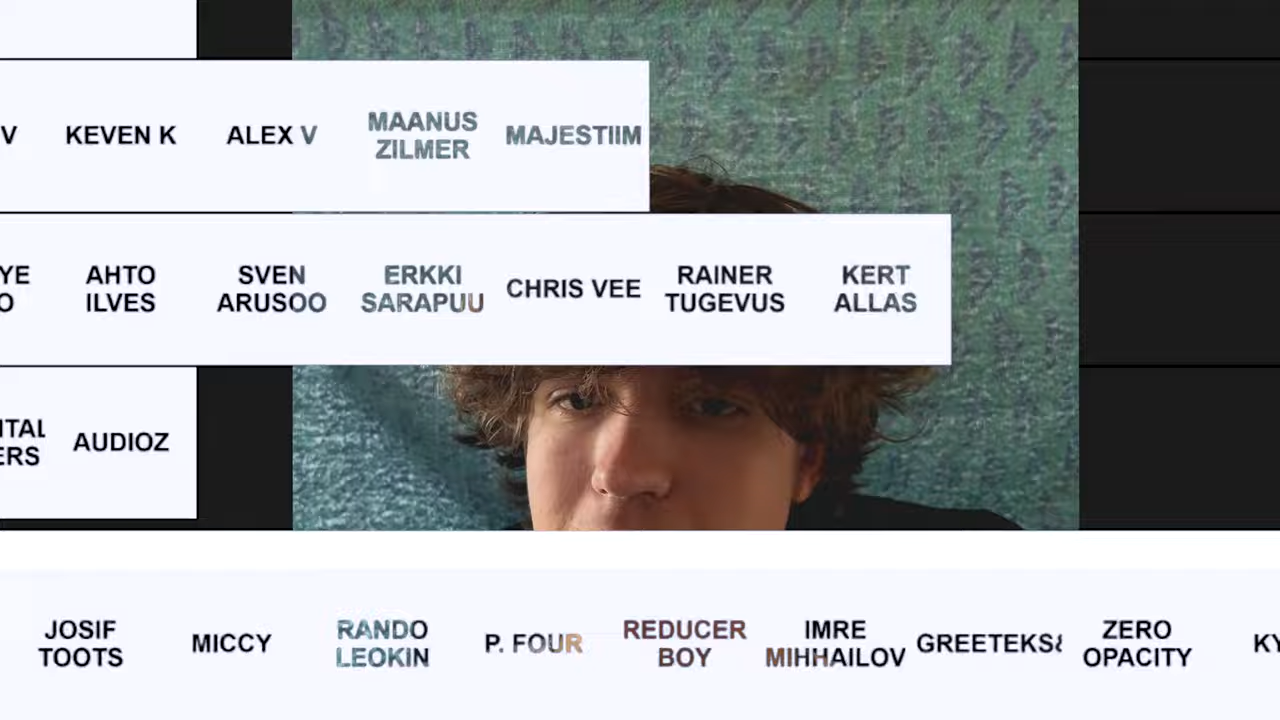 V
KEVEN K
ALEX V
MAANUS
ZILMER
MAJESTIIM
AHTO
ILVES
SVEN
ARUSOO
ERKKI
SARAPUU
CHRIS VEE
RAINER
TUGEVUS
KERT
ALLAS
AUDIOZ
JOSIF
TOOTS
MICCY
RANDO
LEOKIN
P. FOUR
REDUCER
BOY
IMRE
MIHHAILOV
GREETEKS&
ZERO
OPACITY